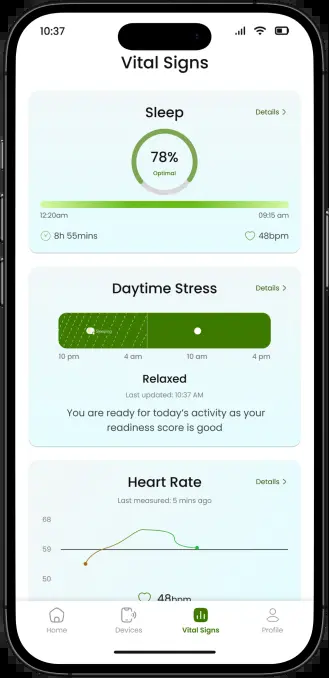 10:37
Vital Signs
Sleep
Details
78%
Optimal
12:20am
09:15 am
8h 55mins
48bpm
Daytime Stress
Details
10 pm
4 am
10 am
4 pm
Relaxed
Last updated: 10:37 AM
You are ready for today's activity as your
readiness score is good
Heart Rate
Details
Last measured: 5 mins ago
68
59
50
48bpm
Home
Devices
Vital Signs
Profile